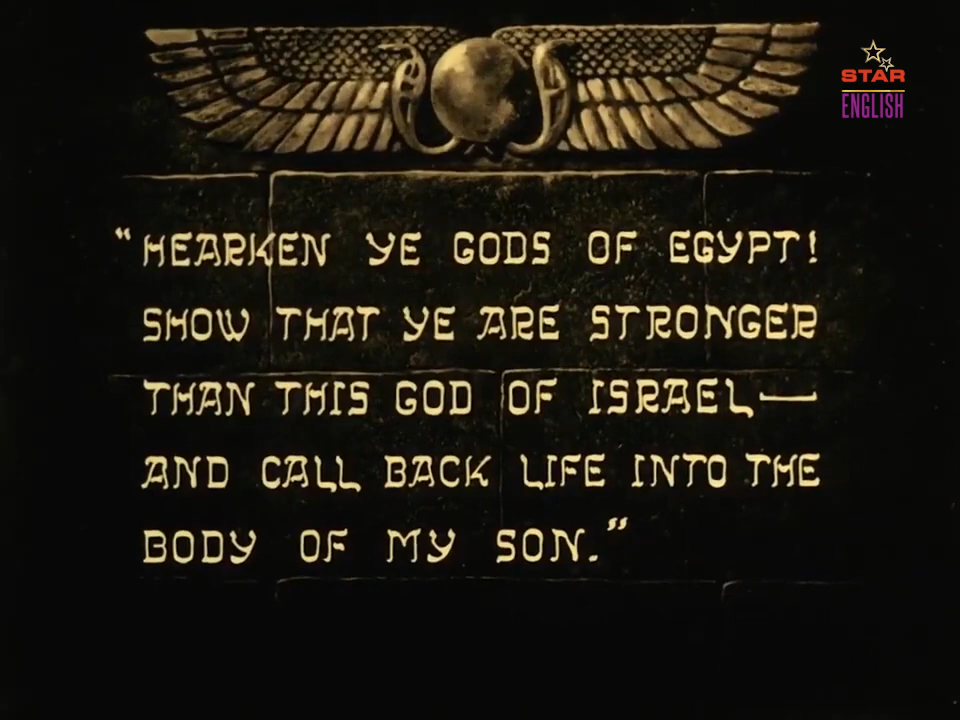 STAR
ENGLISH
"HEARKEN YE GODS OF EGYPT!
SHOW THAT YE ARE STRONGER
THAN THIS GOD OF ISRAEL—
AND CALL BACK LIFE INTO THE
BODY OF MY SON."